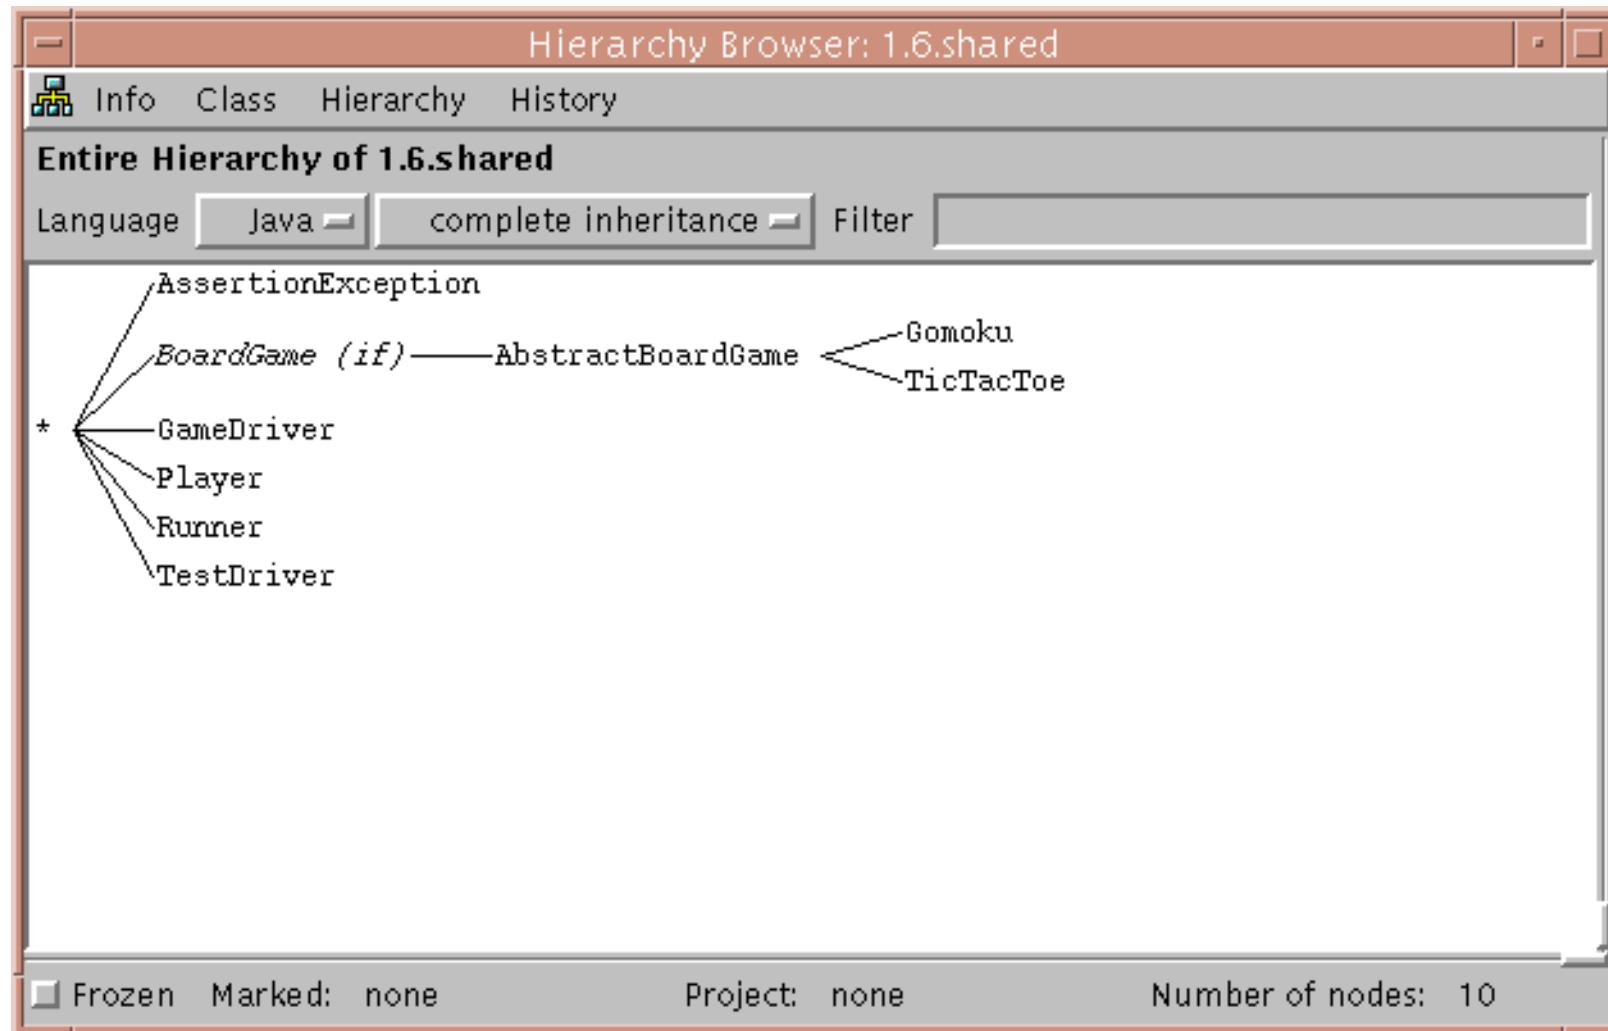 Hierarchy Browser: 1.6.shared
Info Class Hierarchy History
Entire Hierarchy of 1.6.shared
Language Java complete inheritance Filter
AssertionException
Gomoku
BoardGame (if) AbstractBoardGame
TicTacToe
* GameDriver
Player
Runner
TestDriver
Frozen Marked: none Project: none Number of nodes: 10